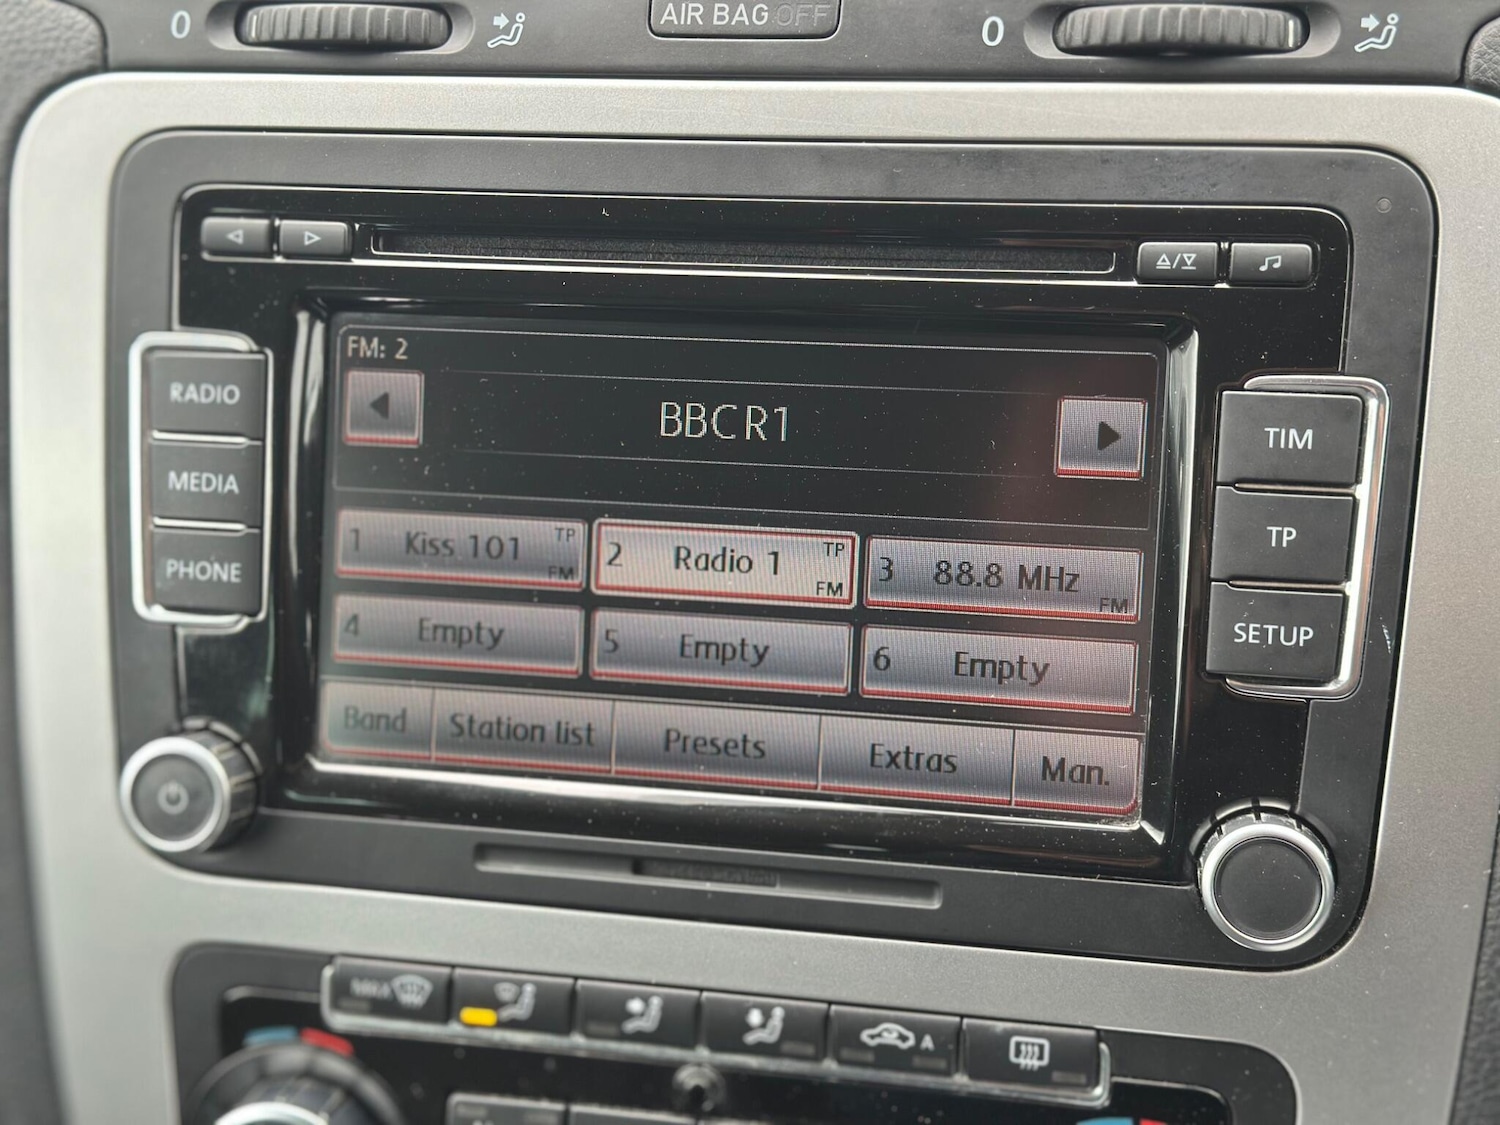 0
AIR BAG OFF
0
FM: 2
BBC R1
RADIO
MEDIA
PHONE
TIM
TP
SETUP
1 Kiss 101 TP FM
2 Radio 1 TP FM
3 88.8 MHz FM
4 Empty
5 Empty
6 Empty
Band Station list Presets Extras Man.
MAX
A